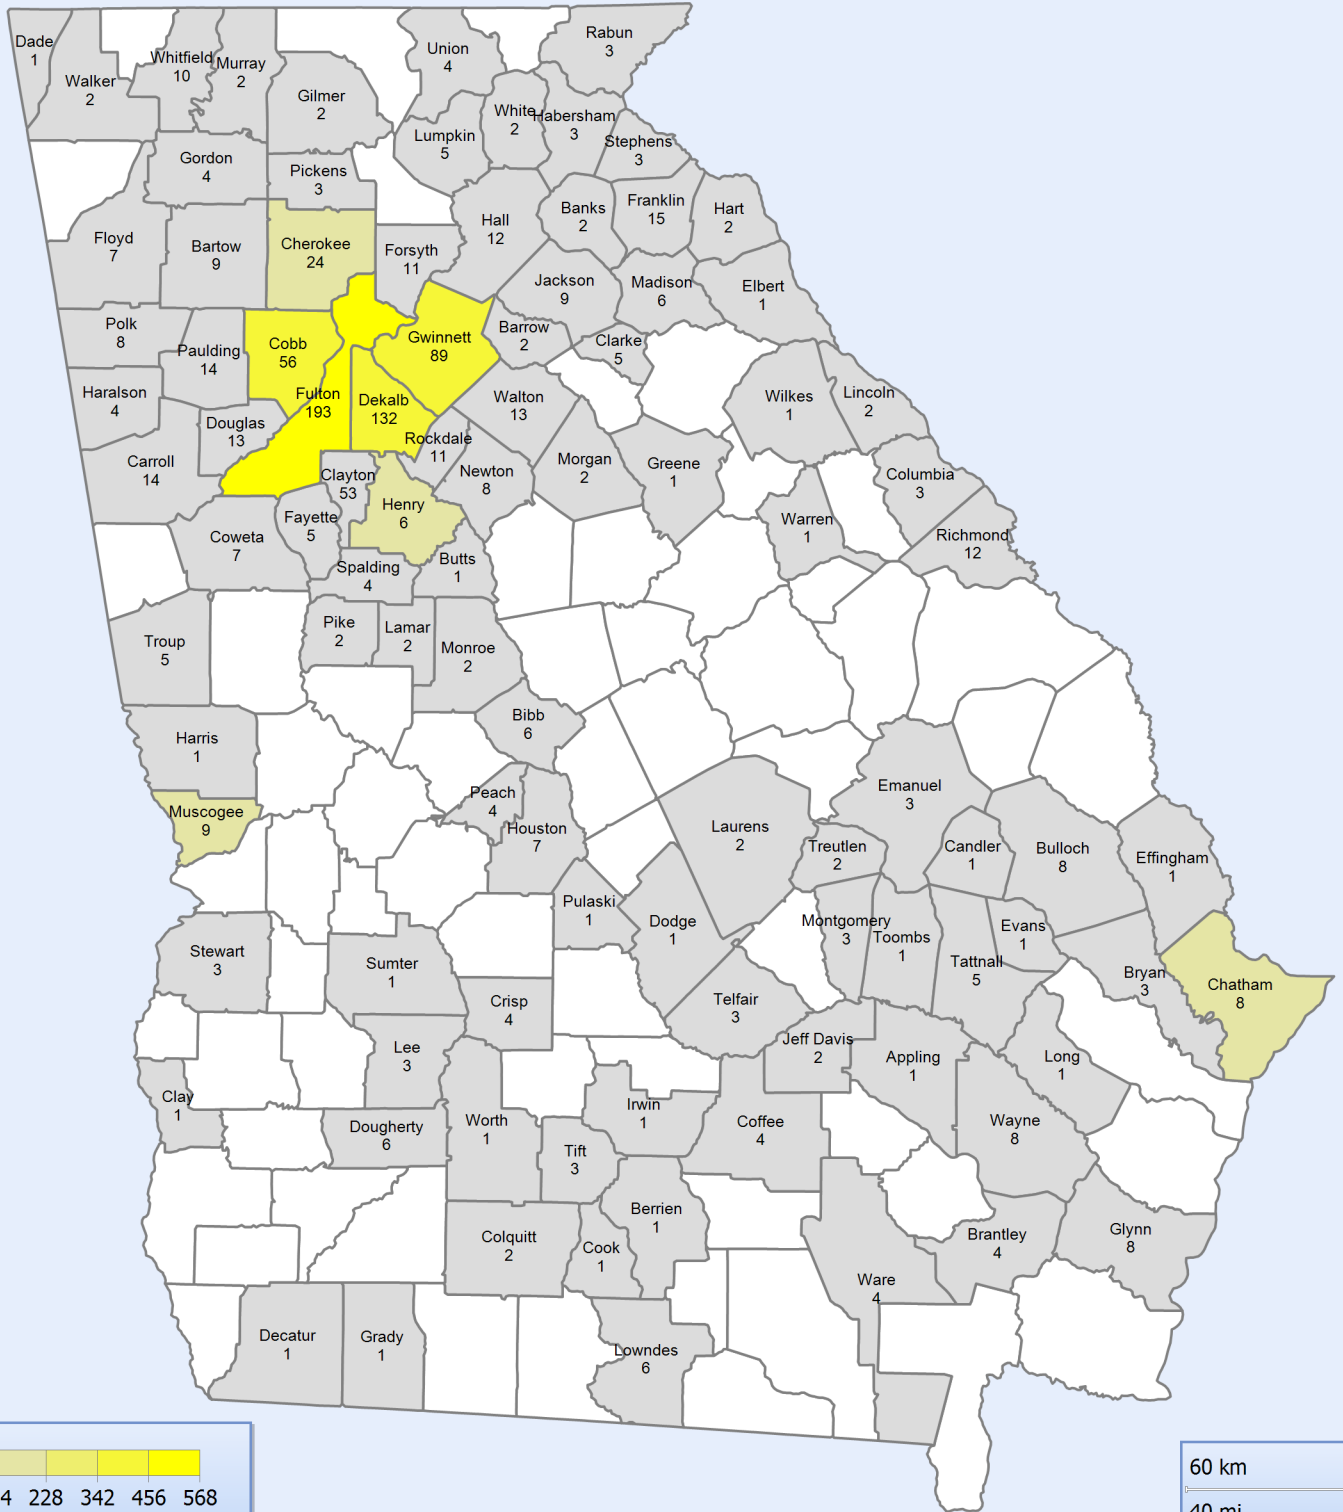 Dade
1
Walker
2
Whitfield
10
Murray
2
Gilmer
2
Union
4
Rabun
3
White
2
Habersham
3
Lumpkin
5
Stephens
3
Gordon
4
Pickens
3
Hall
12
Banks
2
Franklin
15
Hart
2
Floyd
7
Bartow
9
Cherokee
24
Forsyth
11
Jackson
9
Madison
6
Elbert
1
Polk
8
Paulding
14
Cobb
56
Gwinnett
89
Barrow
2
Clarke
5
Haralson
4
Douglas
13
Fulton
193
Dekalb
132
Rockdale
11
Walton
13
Wilkes
1
Lincoln
2
Carroll
14
Clayton
53
Henry
6
Newton
8
Morgan
2
Greene
1
Columbia
3
Coweta
7
Fayette
5
Spalding
4
Butts
1
Warren
1
Richmond
12
Troup
5
Pike
2
Lamar
2
Monroe
2
Harris
1
Bibb
6
Muscogee
9
Peach
4
Houston
7
Laurens
2
Emanuel
3
Treutlen
2
Candler
1
Bulloch
8
Effingham
1
Pulaski
1
Dodge
1
Montgomery
3
Toombs
1
Evans
1
Tattnall
5
Stewart
3
Sumter
1
Crisp
4
Telfair
3
Bryan
3
Chatham
8
Lee
3
Jeff Davis
2
Appling
1
Long
1
Clay
1
Dougherty
6
Worth
1
Irwin
1
Coffee
4
Wayne
8
Tift
3
Berrien
1
Colquitt
2
Cook
1
Brantley
4
Glynn
8
Ware
4
Decatur
1
Grady
1
Lowndes
6
4 228 342 456 568
60 km
40 mi